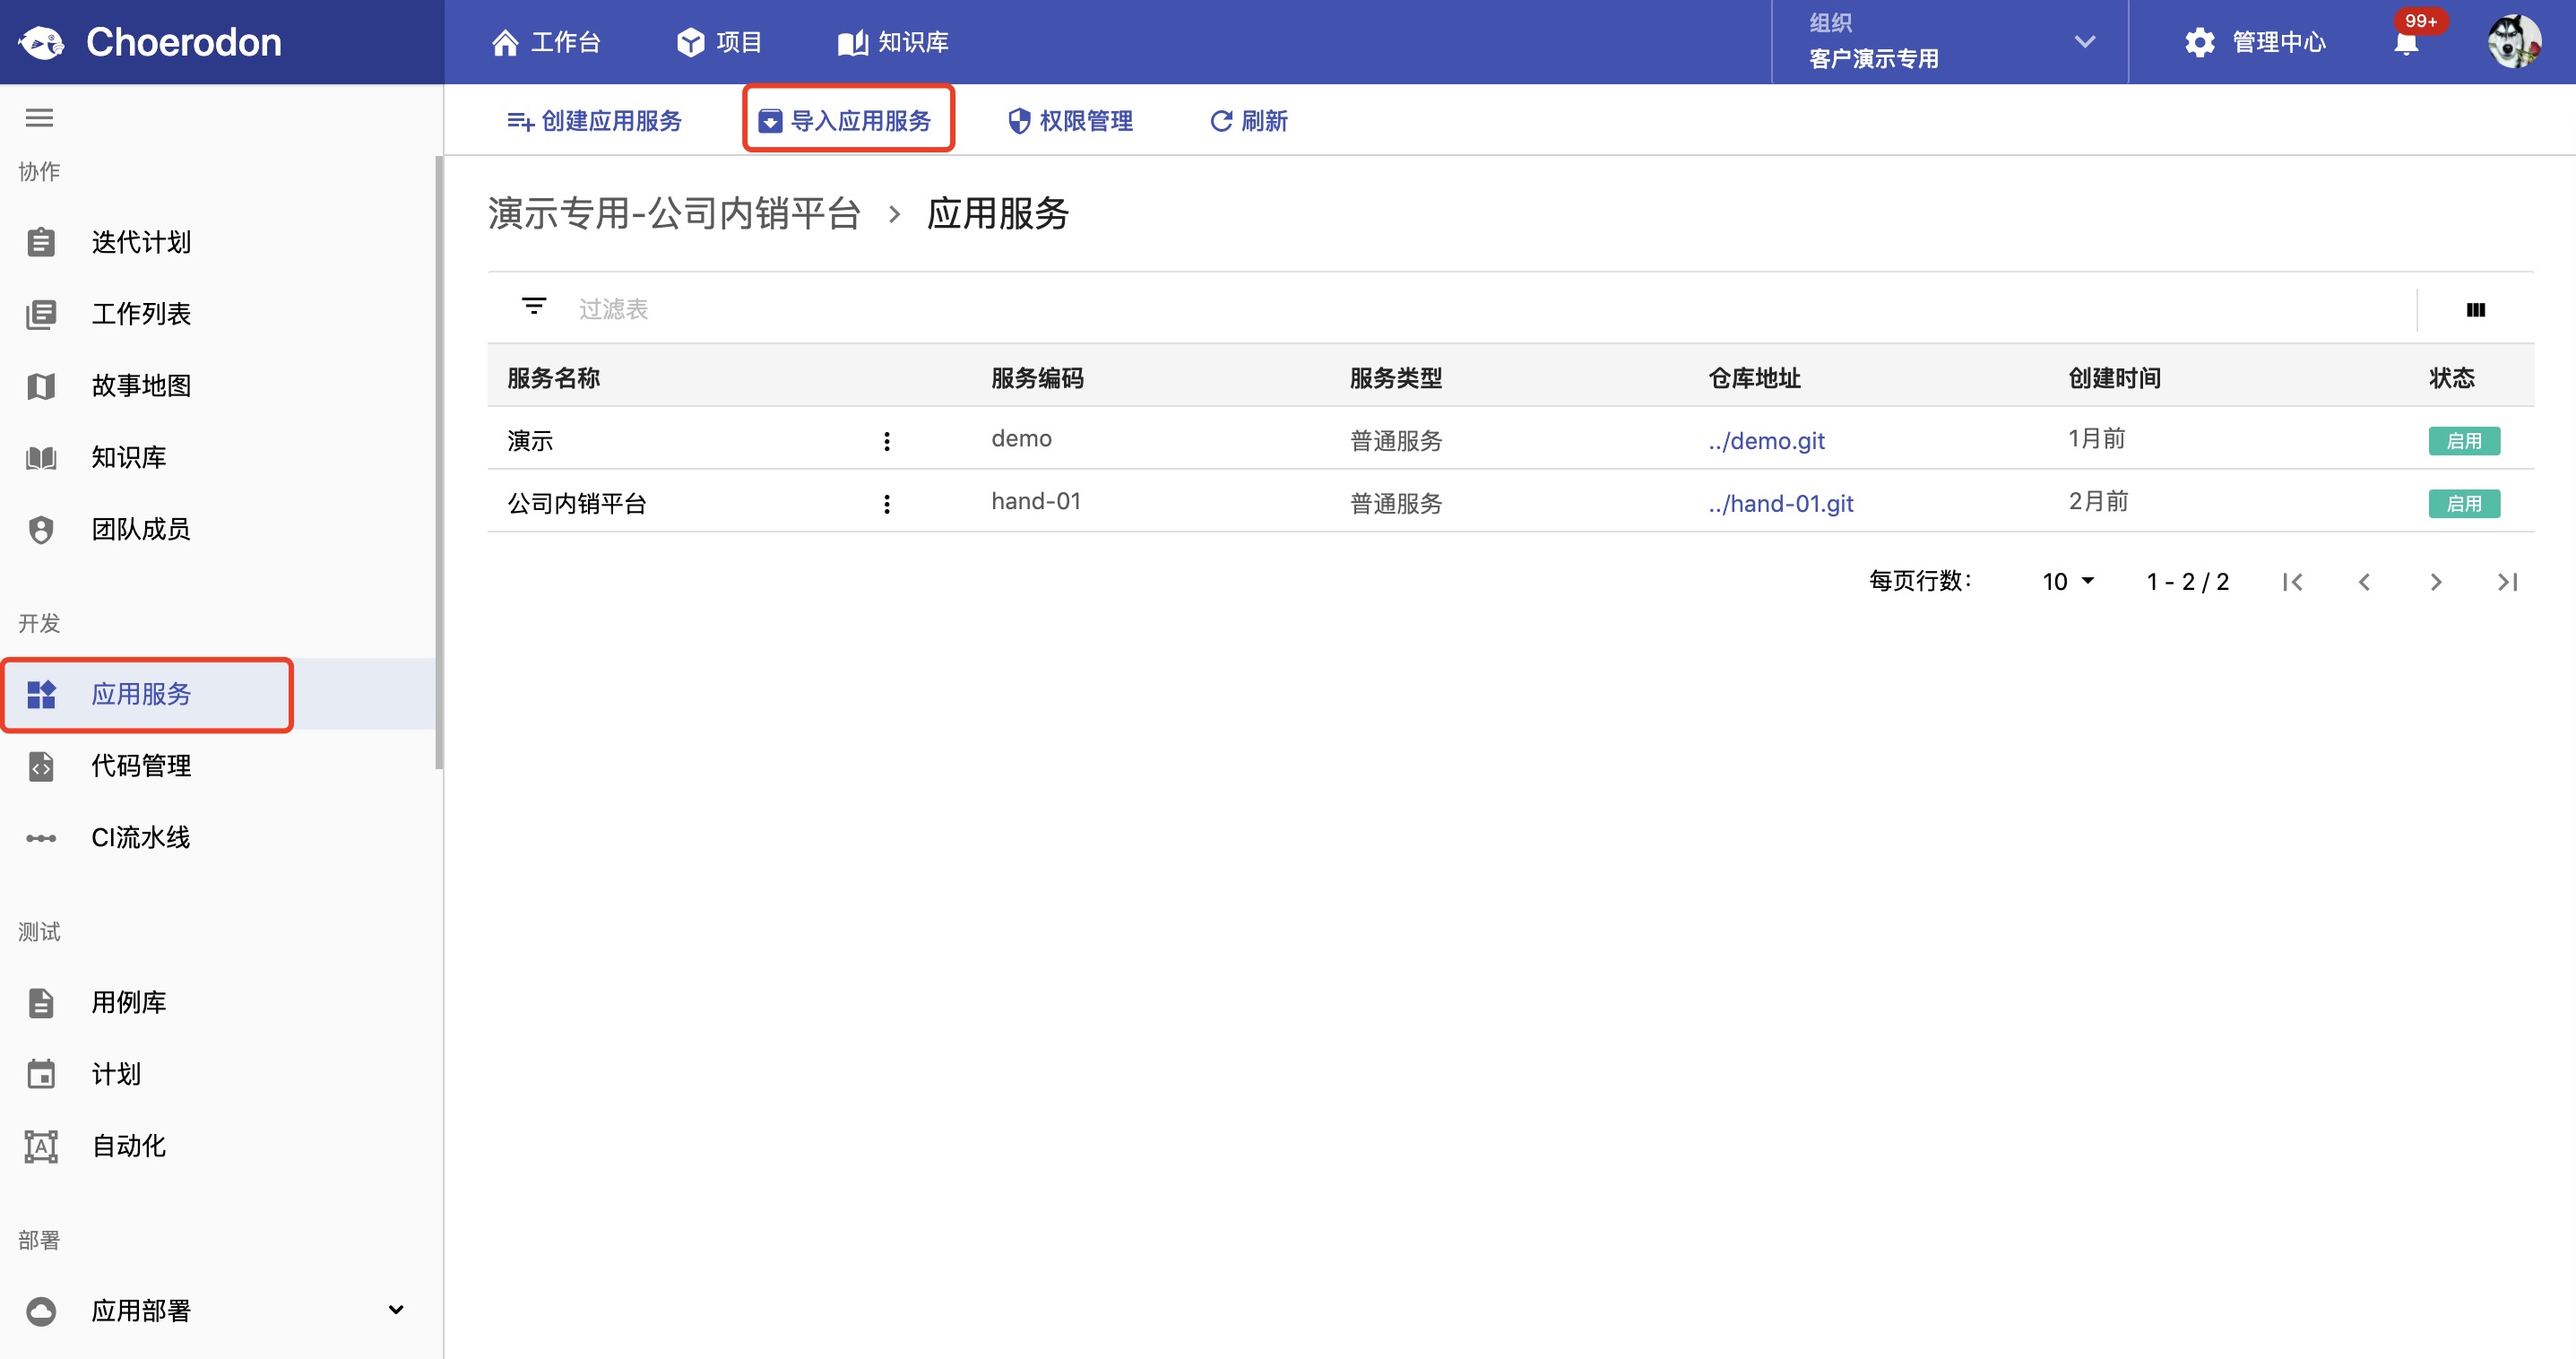 Choerodon
工作台 项目 知识库
组织
客户演示专用
管理中心
99+
创建应用服务 导入应用服务 权限管理 刷新
协作
迭代计划
工作列表
故事地图
知识库
团队成员
开发
应用服务
代码管理
CI流水线
测试
用例库
计划
自动化
部署
应用部署
演示专用-公司内销平台 > 应用服务
过滤表
服务名称 服务编码 服务类型 仓库地址 创建时间 状态
演示 demo 普通服务 ../demo.git 1月前 启用
公司内销平台 hand-01 普通服务 ../hand-01.git 2月前 启用
每页行数： 10 1 - 2 / 2